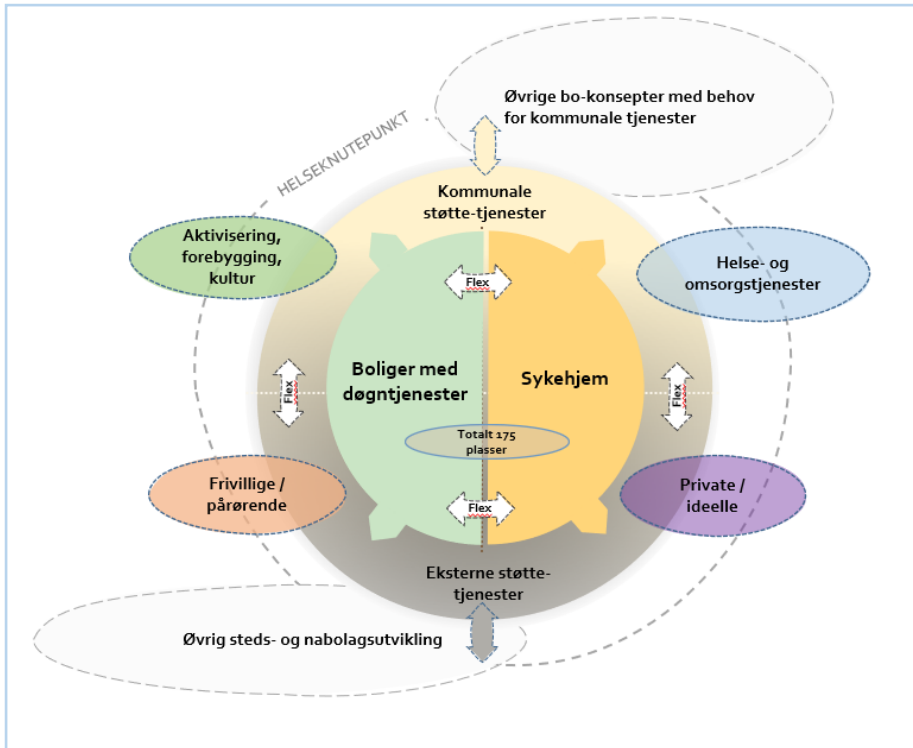 Øvrige bo-konsepter med behov
for kommunale tjenester
HELSEKNUTEPUNKT
Kommunale
støtte-tjenester
Aktivisering,
forebygging,
kultur
Helse- og
omsorgstjenester
Flex
Boliger med
døgntjenester
Sykehjem
Flex
Flex
Totalt 175
plasser
Frivillige /
pårørende
Private /
ideelle
Flex
Eksterne støtte-
tjenester
Øvrig steds- og nabolagsutvikling